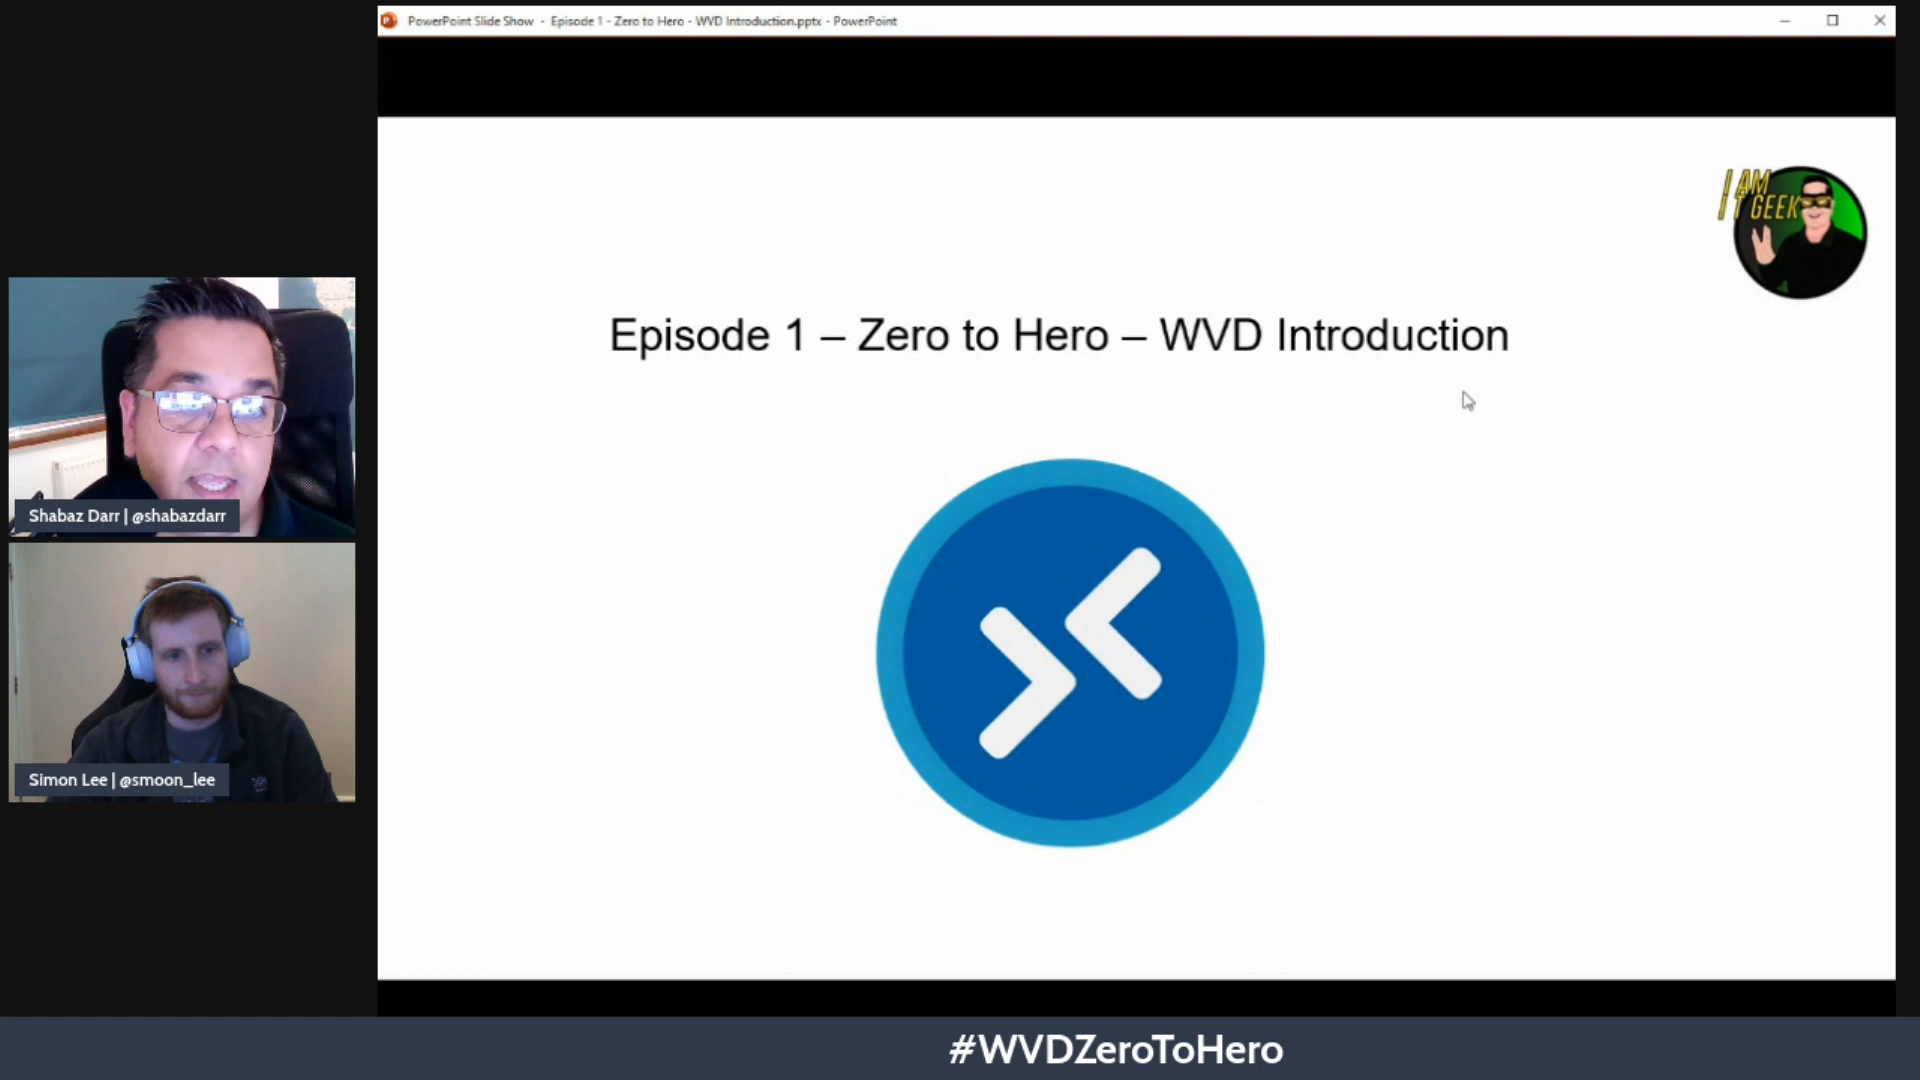 PowerPoint Slide Show - Episode 1 - Zero to Hero - WVD Introduction.pptx - PowerPoint
I AM
IT GEEK
Episode 1 – Zero to Hero – WVD Introduction
Shabaz Darr | @shabazdarr
Simon Lee | @smoon_lee
#WVDZeroToHero